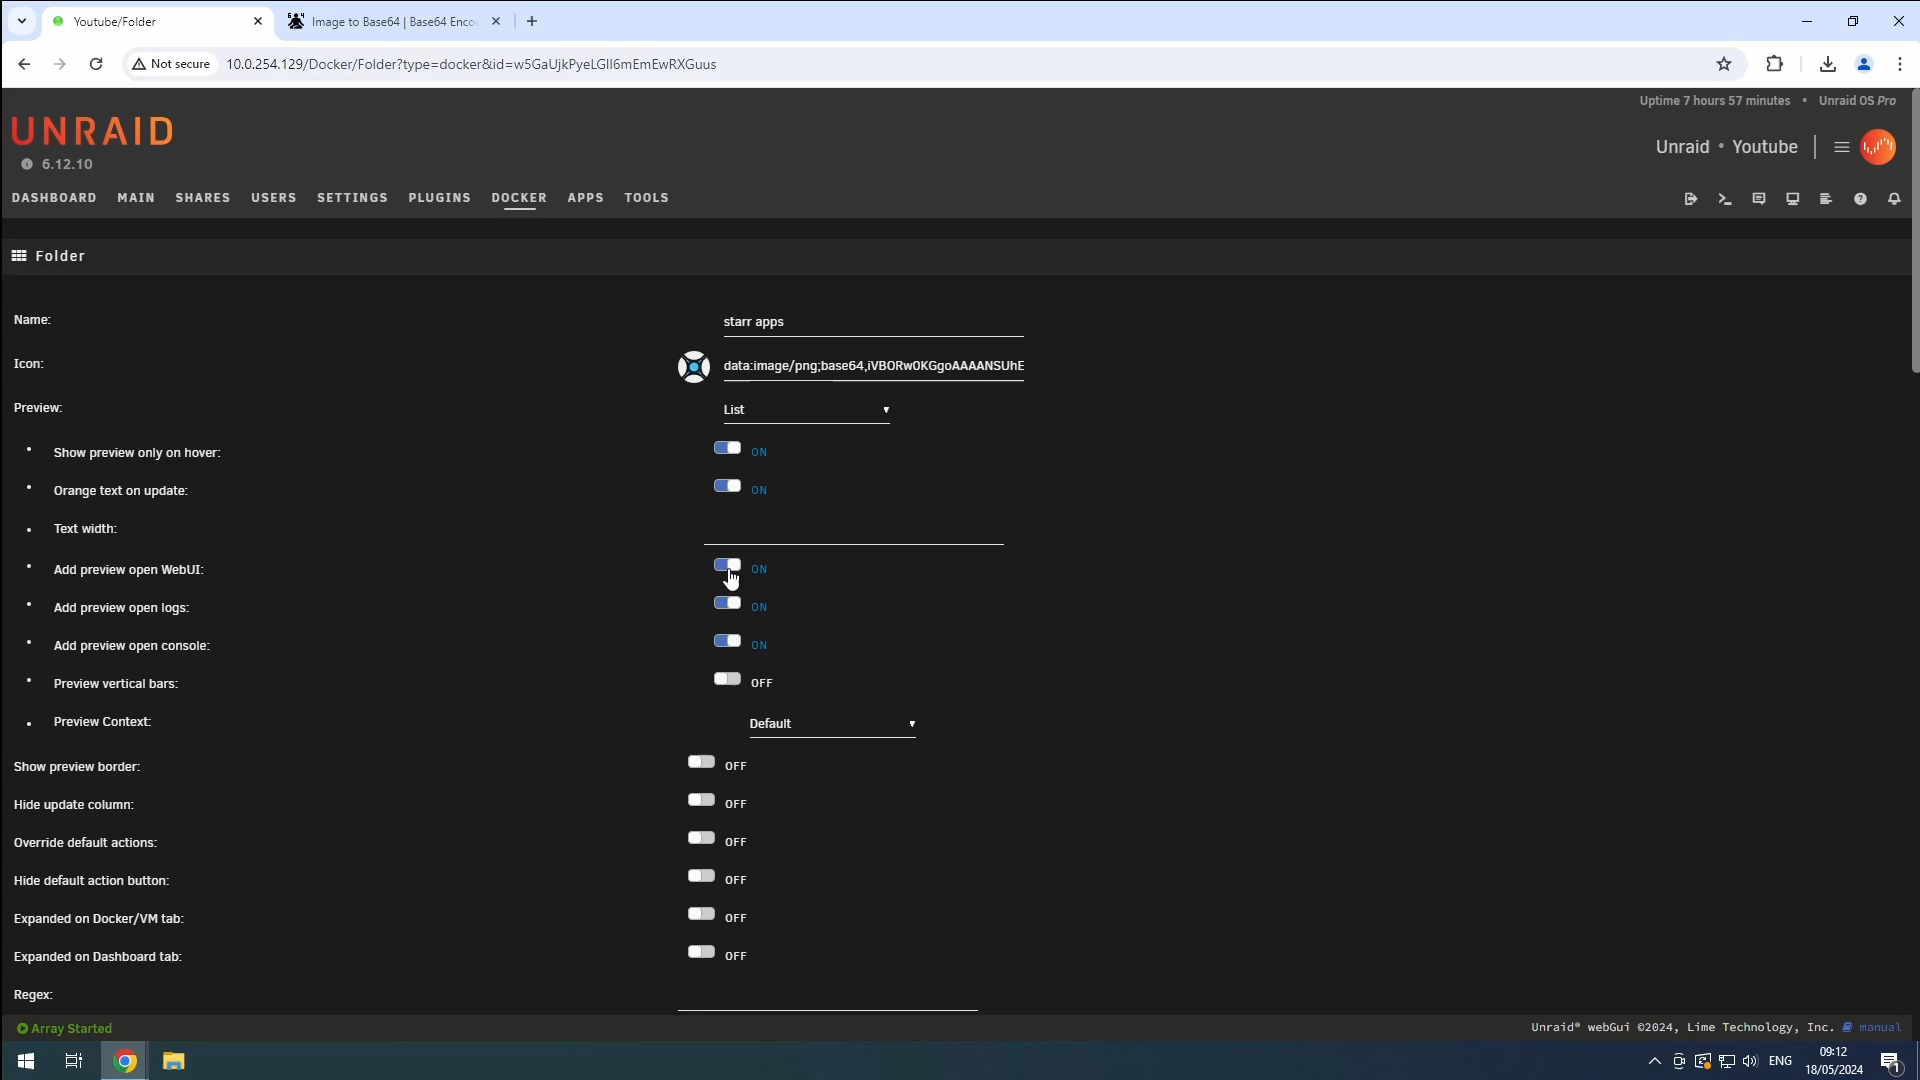 Youtube/Folder
Image to Base64 | Base64 Enco
Not secure
10.0.254.129/Docker/Folder?type=docker&id=w5GaUjkPyeLGII6mEmEwRXGuus
Uptime 7 hours 57 minutes • Unraid OS Pro
UNRAID
6.12.10
Unraid • Youtube
DASHBOARD MAIN SHARES USERS SETTINGS PLUGINS DOCKER APPS TOOLS
Folder
Name: starr apps
Icon: data:image/png;base64,iVBORw0KGgoAAAANSUhE
Preview: List
Show preview only on hover: ON
Orange text on update: ON
Text width:
Add preview open WebUI: ON
Add preview open logs: ON
Add preview open console: ON
Preview vertical bars: OFF
Preview Context: Default
Show preview border: OFF
Hide update column: OFF
Override default actions: OFF
Hide default action button: OFF
Expanded on Docker/VM tab: OFF
Expanded on Dashboard tab: OFF
Regex:
Array Started
Unraid® webGui ©2024, Lime Technology, Inc. manual
ENG
09:12
18/05/2024
1